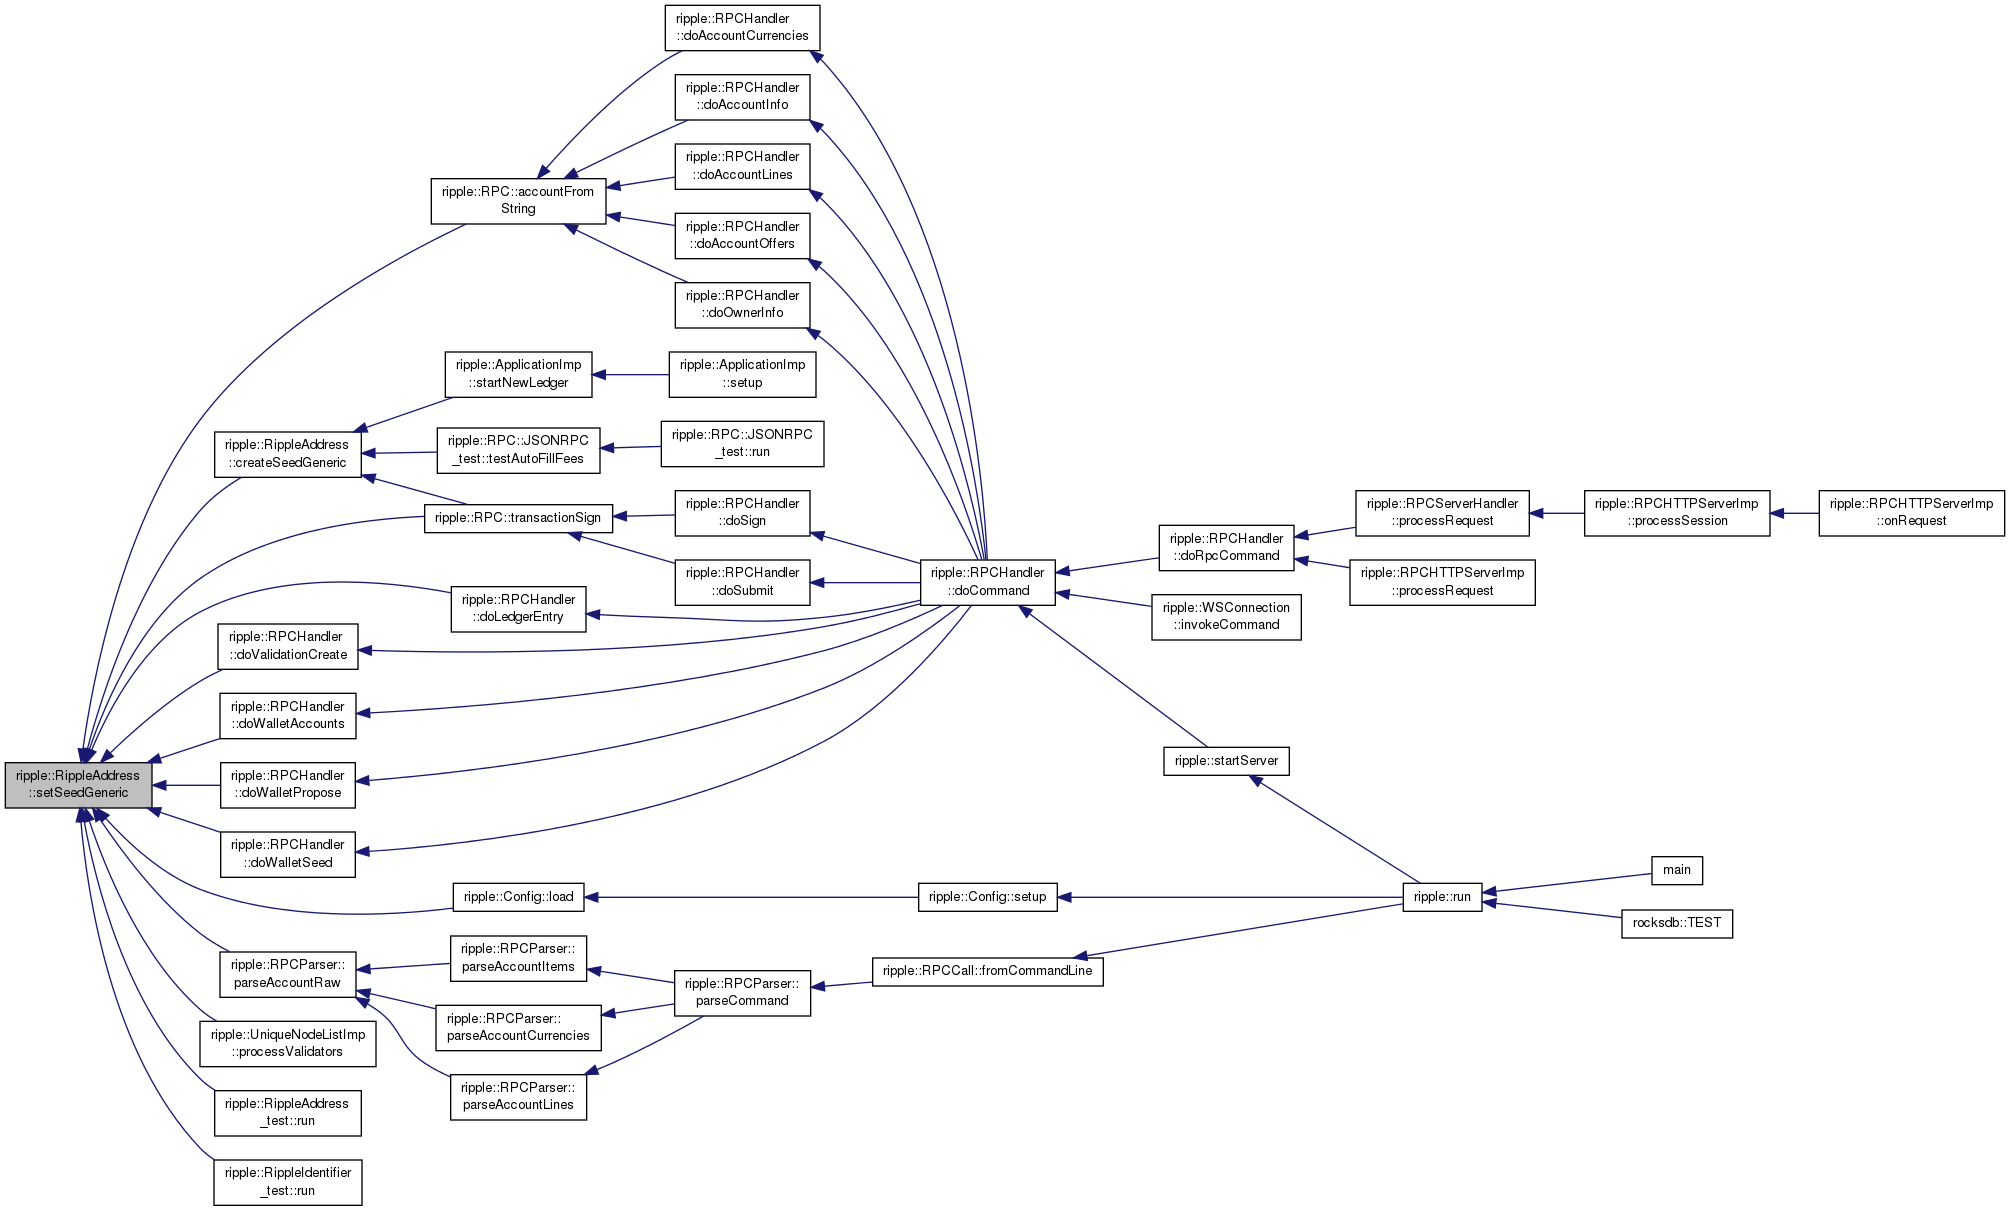 ripple::RPCHandler
::doAccountCurrencies
ripple::RPCHandler
::doAccountInfo
ripple::RPCHandler
::doAccountLines
ripple::RPC::accountFrom
String
ripple::RPCHandler
::doAccountOffers
ripple::RPCHandler
::doOwnerInfo
ripple::ApplicationImp
::startNewLedger
ripple::ApplicationImp
::setup
ripple::RippleAddress
::createSeedGeneric
ripple::RPC::JSONRPC
_test::testAutoFillFees
ripple::RPC::JSONRPC
_test::run
ripple::RPC::transactionSign
ripple::RPCHandler
::doSign
ripple::RPCHandler
::doSubmit
ripple::RPCHandler
::doLedgerEntry
ripple::RPCHandler
::doCommand
ripple::RPCHandler
::doRpcCommand
ripple::RPCServerHandler
::processRequest
ripple::RPCHTTPServerImp
::processSession
ripple::RPCHTTPServerImp
::onRequest
ripple::RPCHTTPServerImp
::processRequest
ripple::WSConnection
::invokeCommand
ripple::RPCHandler
::doValidationCreate
ripple::RPCHandler
::doWalletAccounts
ripple::RippleAddress
::setSeedGeneric
ripple::RPCHandler
::doWalletPropose
ripple::startServer
ripple::RPCHandler
::doWalletSeed
ripple::Config::load
ripple::Config::setup
ripple::run
main
rocksdb::TEST
ripple::RPCParser::
parseAccountRaw
ripple::RPCParser::
parseAccountItems
ripple::RPCParser::
parseCommand
ripple::RPCCall::fromCommandLine
ripple::RPCParser::
parseAccountCurrencies
ripple::UniqueNodeListImp
::processValidators
ripple::RPCParser::
parseAccountLines
ripple::RippleAddress
_test::run
ripple::RippleIdentifier
_test::run